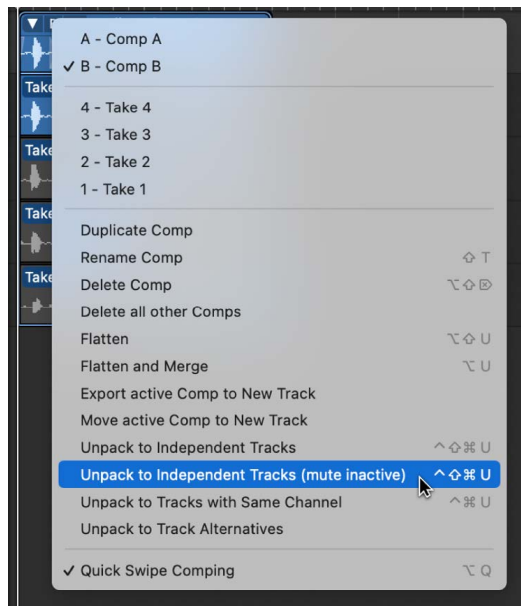 A - Comp A
✓ B - Comp B
Take
4 - Take 4
3 - Take 3
Take
2 - Take 2
1 - Take 1
Take
Duplicate Comp
Rename Comp ⇧ T
Take
Delete Comp ⌥ ⇧ ⌦
Delete all other Comps
Flatten ⌥ ⇧ U
Flatten and Merge ⌥ U
Export active Comp to New Track
Move active Comp to New Track
Unpack to Independent Tracks ^ ⇧ ⌘ U
Unpack to Independent Tracks (mute inactive) ^ ⇧ ⌘ U
Unpack to Tracks with Same Channel ^ ⌘ U
Unpack to Track Alternatives
✓ Quick Swipe Comping ⌥ Q